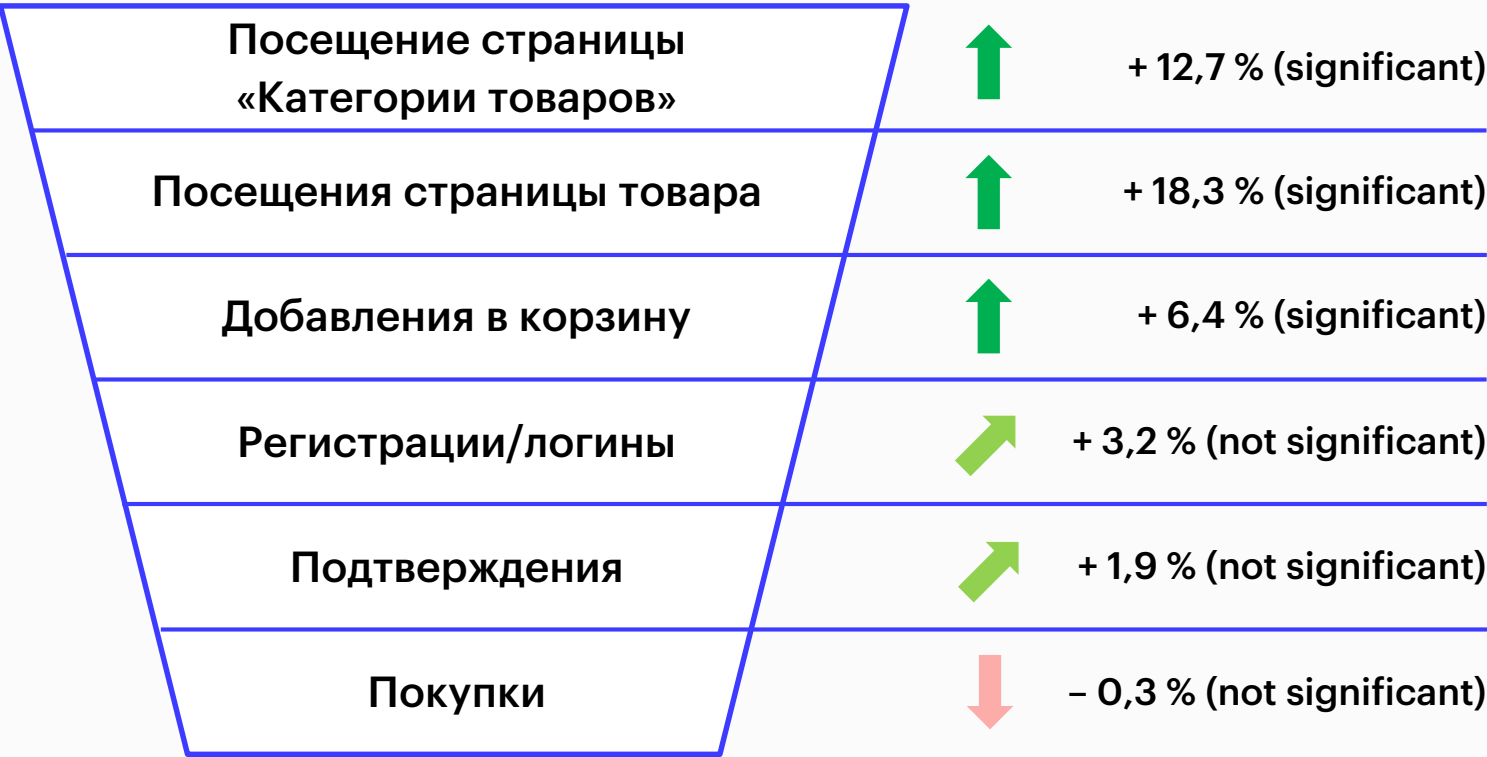 Посещение страницы
«Категории товаров»
+ 12,7 % (significant)
Посещения страницы товара
+ 18,3 % (significant)
Добавления в корзину
+ 6,4 % (significant)
Регистрации/логины
+ 3,2 % (not significant)
Подтверждения
+ 1,9 % (not significant)
Покупки
– 0,3 % (not significant)